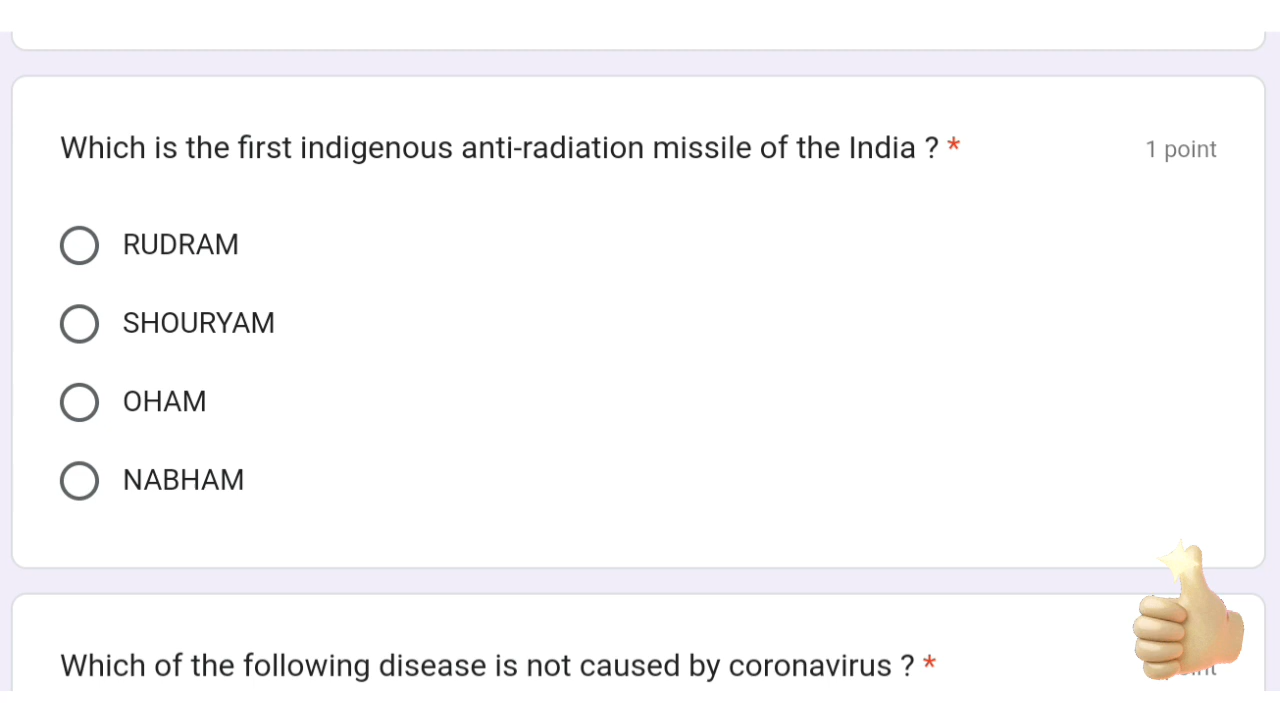 Which is the first indigenous anti-radiation missile of the India ? *
1 point
RUDRAM
SHOURYAM
OHAM
NABHAM
Which of the following disease is not caused by coronavirus ? *